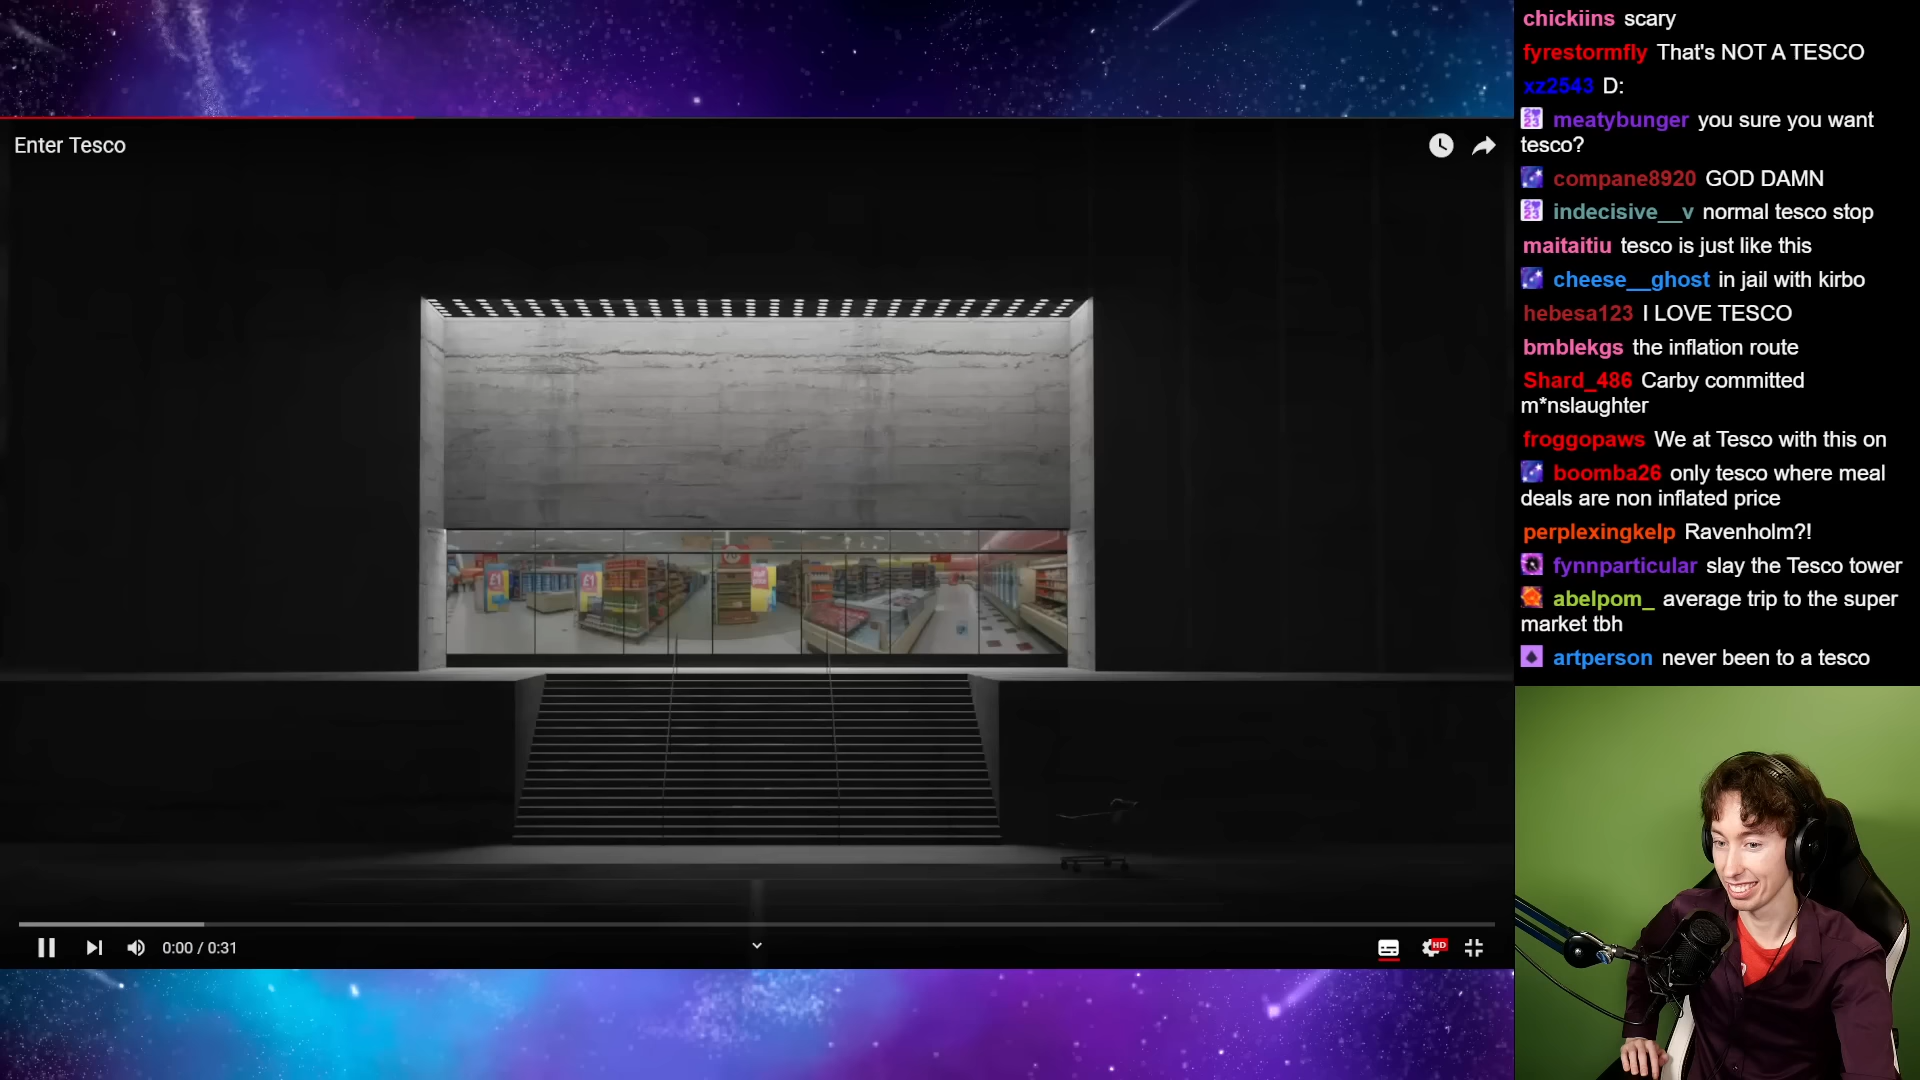 Enter Tesco
£1
£1
0:00 / 0:31
HD
chickiins scary
fyrestormfly That's NOT A TESCO
xz2543 D:
meatybunger you sure you want
tesco?
compane8920 GOD DAMN
indecisive__v normal tesco stop
maitaitiu tesco is just like this
cheese__ghost in jail with kirbo
hebesa123 I LOVE TESCO
bmblekgs the inflation route
Shard_486 Carby committed
m*nslaughter
froggopaws We at Tesco with this on
boomba26 only tesco where meal
deals are non inflated price
perplexingkelp Ravenholm?!
fynnparticular slay the Tesco tower
abelpom_ average trip to the super
market tbh
artperson never been to a tesco